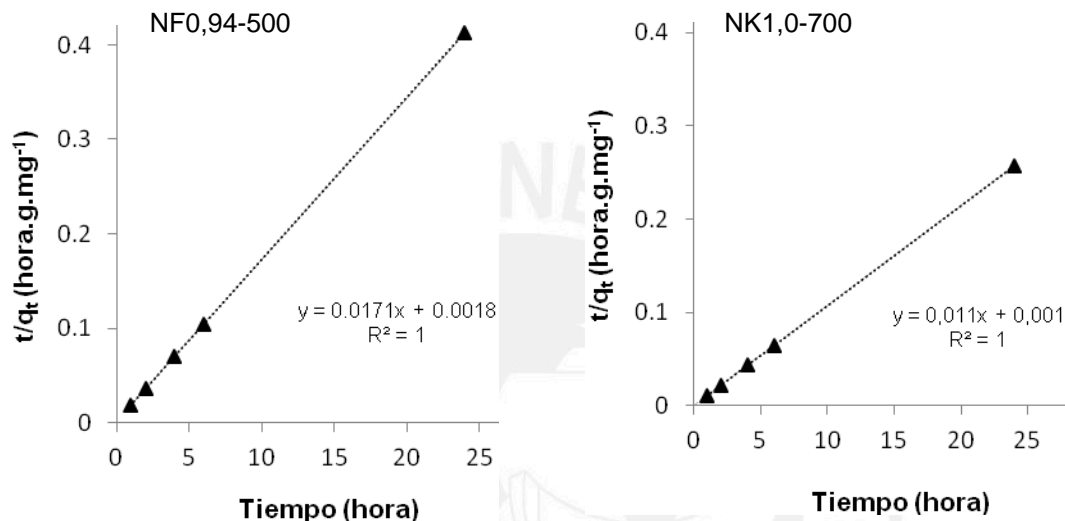 NF0,94-500
t/qt (hora.g.mg⁻¹)
0.4
0.3
0.2
0.1
0
y = 0.0171x + 0.0018
R² = 1
0 5 10 15 20 25
Tiempo (hora)
NK1,0-700
t/qt (hora.g.mg⁻¹)
0.4
0.3
0.2
0.1
0
y = 0,011x + 0,001
R² = 1
0 5 10 15 20 25
Tiempo (hora)